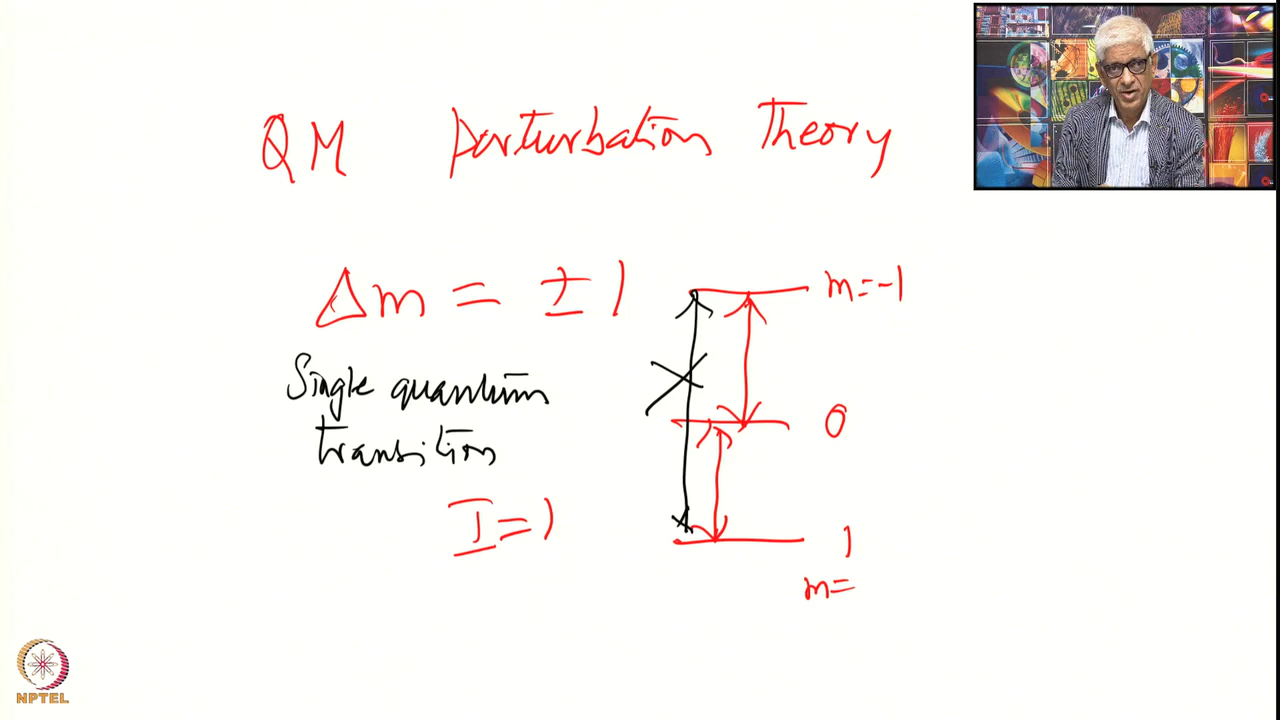 QM Perturbation Theory
Δm = ±1
m=-1
Single quantum
transition
0
I=1
1
m=
NPTEL